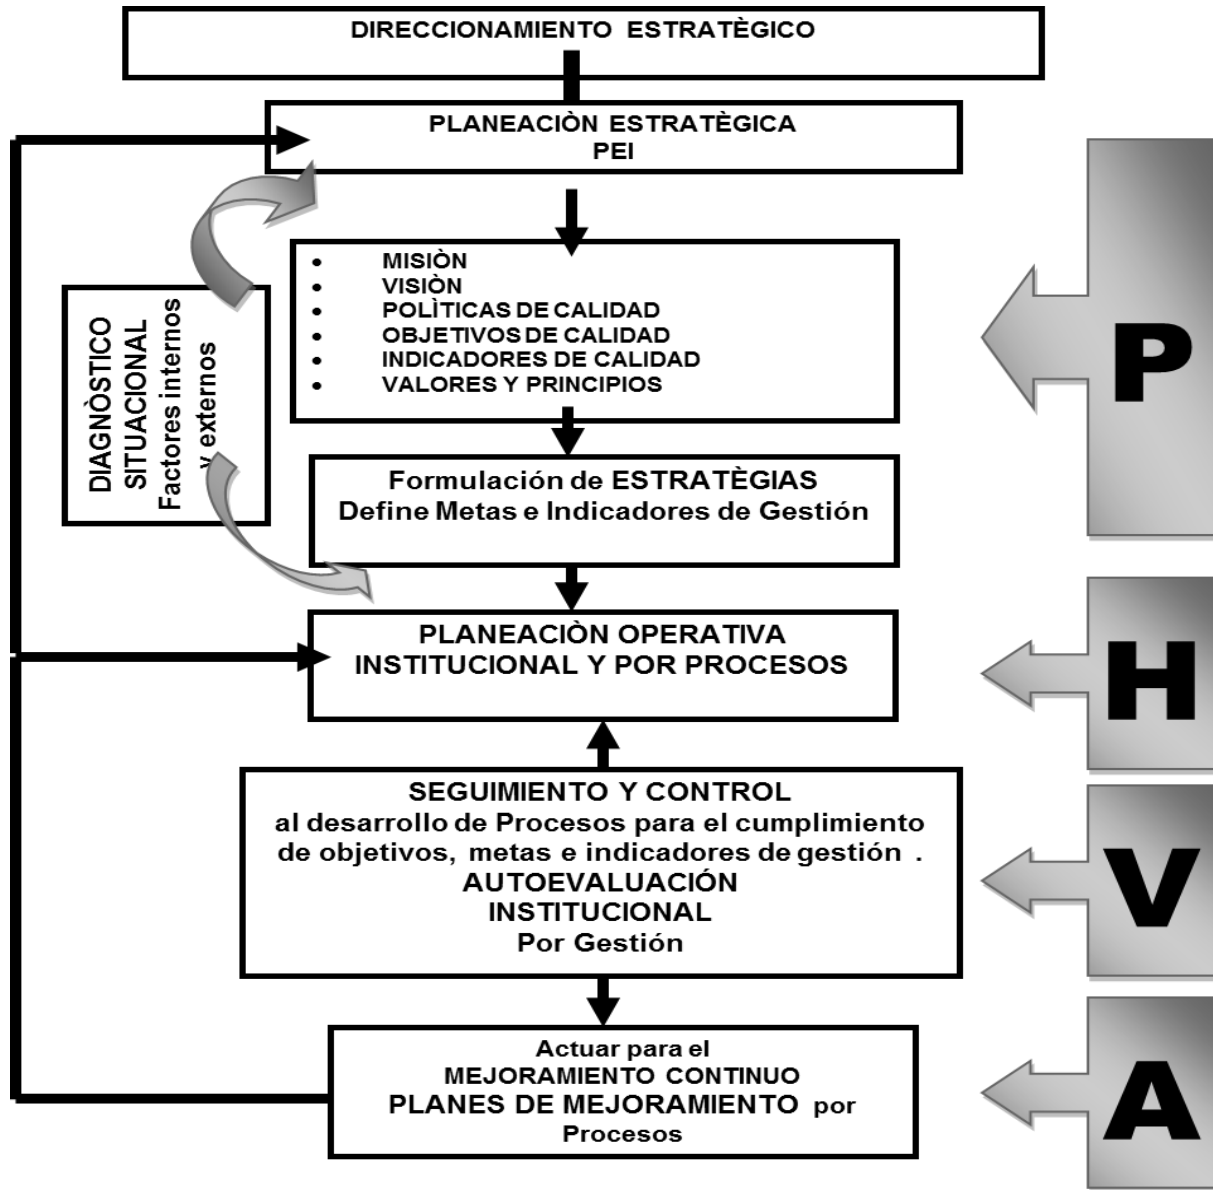 DIRECCIONAMIENTO ESTRATÈGICO
PLANEACIÒN ESTRATÈGICA
PEI
• MISIÒN
• VISIÒN
• POLÌTICAS DE CALIDAD
• OBJETIVOS DE CALIDAD
• INDICADORES DE CALIDAD
• VALORES Y PRINCIPIOS
DIAGNÒSTICO
SITUACIONAL
Factores internos
y externos
Formulación de ESTRATÈGIAS
Define Metas e Indicadores de Gestión
PLANEACIÒN OPERATIVA
INSTITUCIONAL Y POR PROCESOS
SEGUIMIENTO Y CONTROL
al desarrollo de Procesos para el cumplimiento
de objetivos, metas e indicadores de gestión .
AUTOEVALUACIÓN
INSTITUCIONAL
Por Gestión
Actuar para el
MEJORAMIENTO CONTINUO
PLANES DE MEJORAMIENTO por
Procesos
P
H
V
A